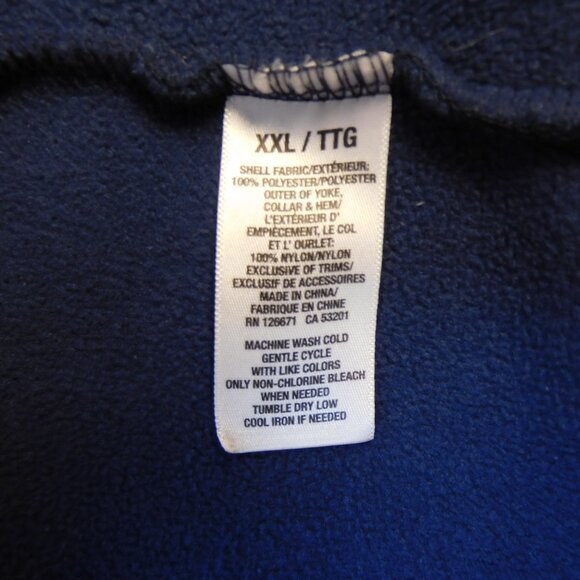 XXL / TTG
SHELL FABRIC/EXTÉRIEUR:
100% POLYESTER/POLYESTER
OUTER OF YOKE,
COLLAR & HEM/
L'EXTÉRIEUR D'
EMPIÈCEMENT, LE COL
ET L' OURLET:
100% NYLON/NYLON
EXCLUSIVE OF TRIMS/
EXCLUSIF DE ACCESSOIRES
MADE IN CHINA/
FABRIQUE EN CHINE
RN 126671 CA 53201
MACHINE WASH COLD
GENTLE CYCLE
WITH LIKE COLORS
ONLY NON-CHLORINE BLEACH
WHEN NEEDED
TUMBLE DRY LOW
COOL IRON IF NEEDED